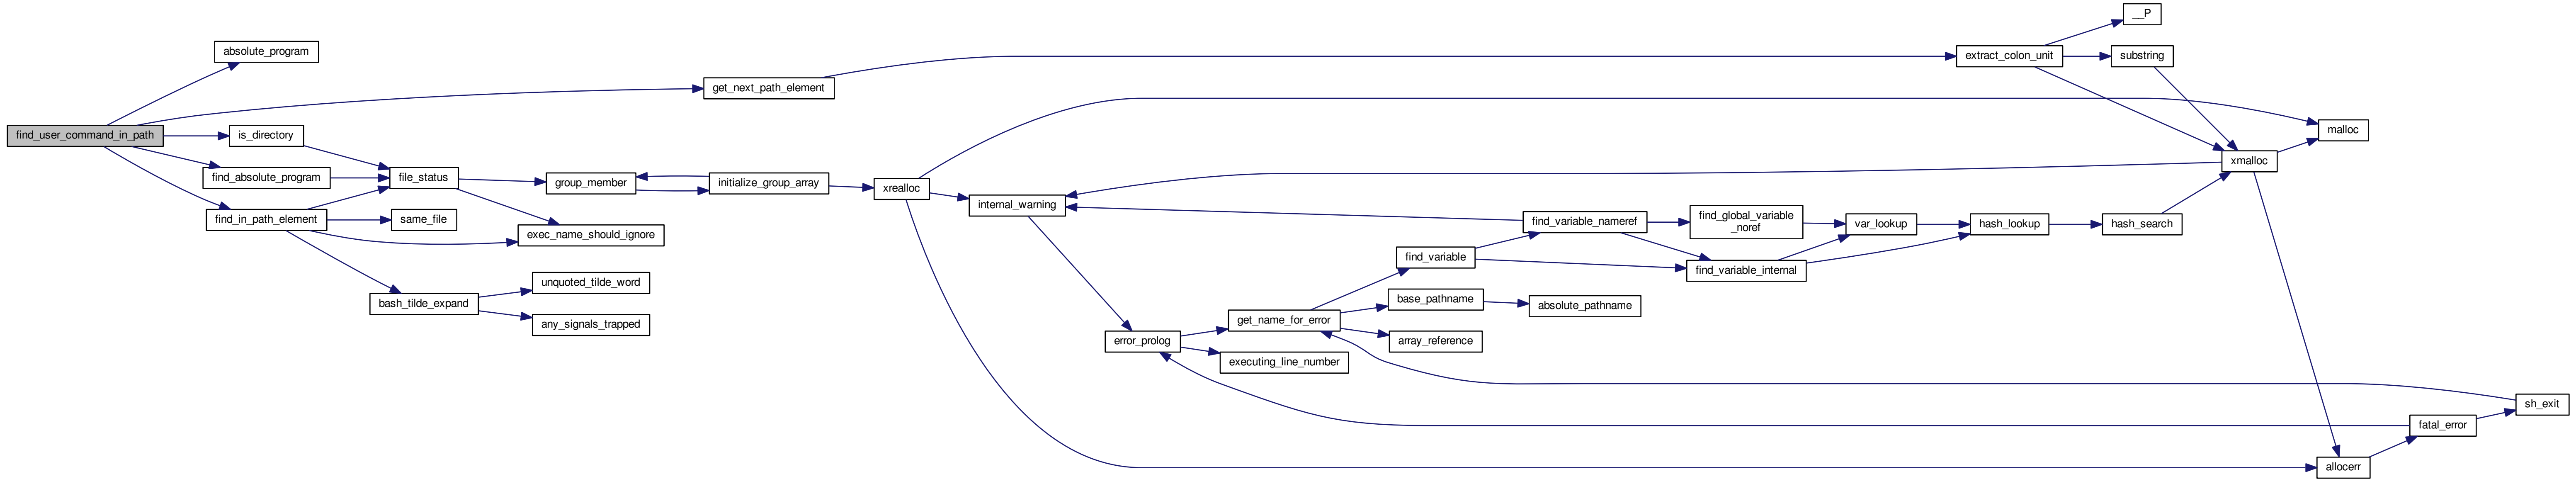 find_user_command_in_path
absolute_program
is_directory
find_absolute_program
find_in_path_element
get_next_path_element
file_status
same_file
bash_tilde_expand
group_member
exec_name_should_ignore
unquoted_tilde_word
any_signals_trapped
initialize_group_array
xrealloc
internal_warning
error_prolog
get_name_for_error
executing_line_number
find_variable
base_pathname
array_reference
find_variable_nameref
absolute_pathname
find_global_variable
_noref
find_variable_internal
var_lookup
hash_lookup
hash_search
extract_colon_unit
__P
substring
xmalloc
malloc
allocerr
fatal_error
sh_exit